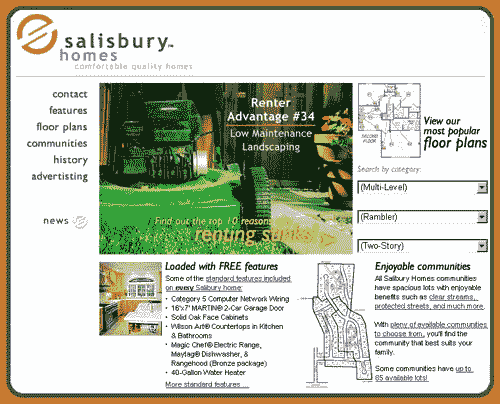 salisbury™
homes
comfortable quality homes
contact
features
floor plans
communities
history
advertisting
news
Renter
Advantage #34
Low Maintenance
Landscaping
Find out the top 10 reasons
renting
SECOND
FLOOR
View our
most popular
floor plans
Search by category:
(Multi-Level)
(Rambler)
(Two-Story)
Loaded with FREE features
Some of the standard features included
on every Salisbury home:
• Category 5 Computer Network Wiring
• 16'x7' MARTIN® 2-Car Garage Door
• Solid Oak Face Cabinets
• Wilson Art® Countertops in Kitchen
& Bathrooms
• Magic Chef® Electric Range,
Maytag® Dishwasher, &
Rangehood (Bronze package)
• 40-Gallon Water Heater
More standard features ...
Enjoyable communities
All Salisbury Homes communities
have spacious lots with enjoyable
benefits such as clear streams,
protected streets, and much more.
With plenty of available communities
to choose from, you'll find the
community that best suits your
family.
Some communities have up to
65 available lots!